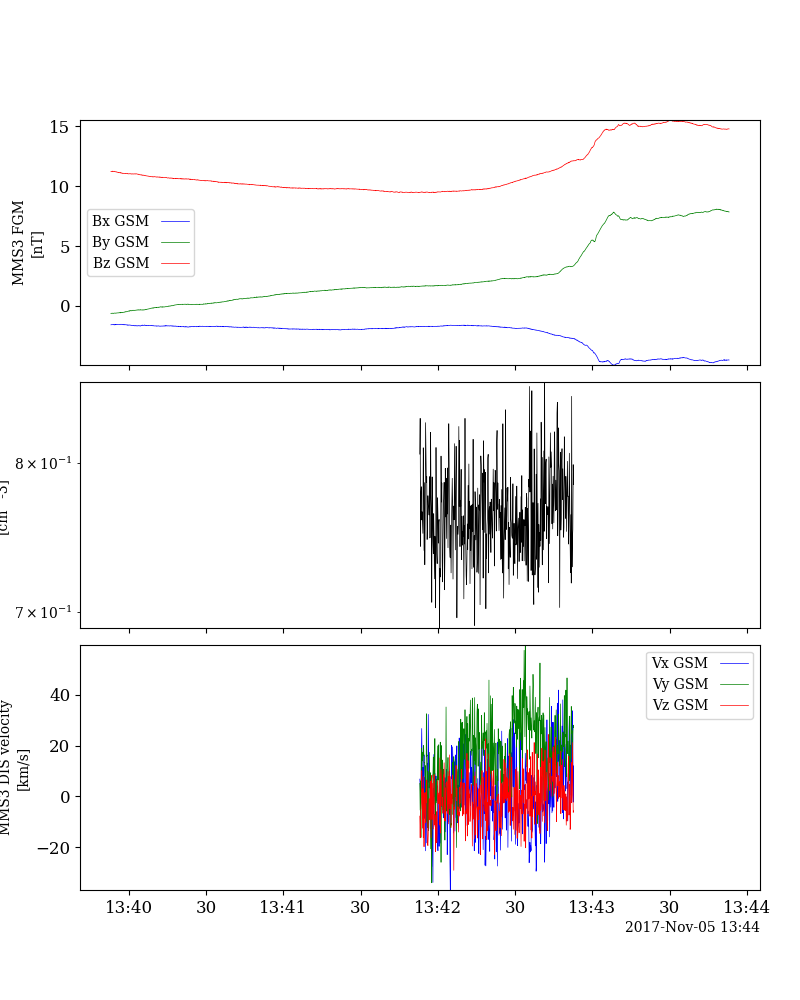 15
10
5
0
MMS3 FGM
[nT]
Bx GSM
By GSM
Bz GSM
8 × 10⁻¹
7 × 10⁻¹
[cm -3]
40
20
0
−20
MMS3 DIS velocity
[km/s]
Vx GSM
Vy GSM
Vz GSM
13:40 30 13:41 30 13:42 30 13:43 30 13:44
2017-Nov-05 13:44